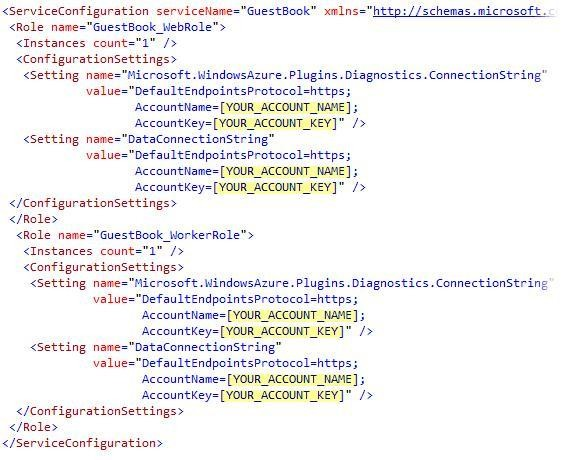 <ServiceConfiguration serviceName="GuestBook" xmlns="http://schemas.microsoft.c
<Role name="GuestBook_WebRole">
<Instances count="1" />
<ConfigurationSettings>
<Setting name="Microsoft.WindowsAzure.Plugins.Diagnostics.ConnectionString"
value="DefaultEndpointsProtocol=https;
AccountName=[YOUR_ACCOUNT_NAME];
AccountKey=[YOUR_ACCOUNT_KEY]" />
<Setting name="DataConnectionString"
value="DefaultEndpointsProtocol=https;
AccountName=[YOUR_ACCOUNT_NAME];
AccountKey=[YOUR_ACCOUNT_KEY]" />
</ConfigurationSettings>
</Role>
<Role name="GuestBook_WorkerRole">
<Instances count="1" />
<ConfigurationSettings>
<Setting name="Microsoft.WindowsAzure.Plugins.Diagnostics.ConnectionString"
value="DefaultEndpointsProtocol=https;
AccountName=[YOUR_ACCOUNT_NAME];
AccountKey=[YOUR_ACCOUNT_KEY]" />
<Setting name="DataConnectionString"
value="DefaultEndpointsProtocol=https;
AccountName=[YOUR_ACCOUNT_NAME];
AccountKey=[YOUR_ACCOUNT_KEY]" />
</ConfigurationSettings>
</Role>
</ServiceConfiguration>